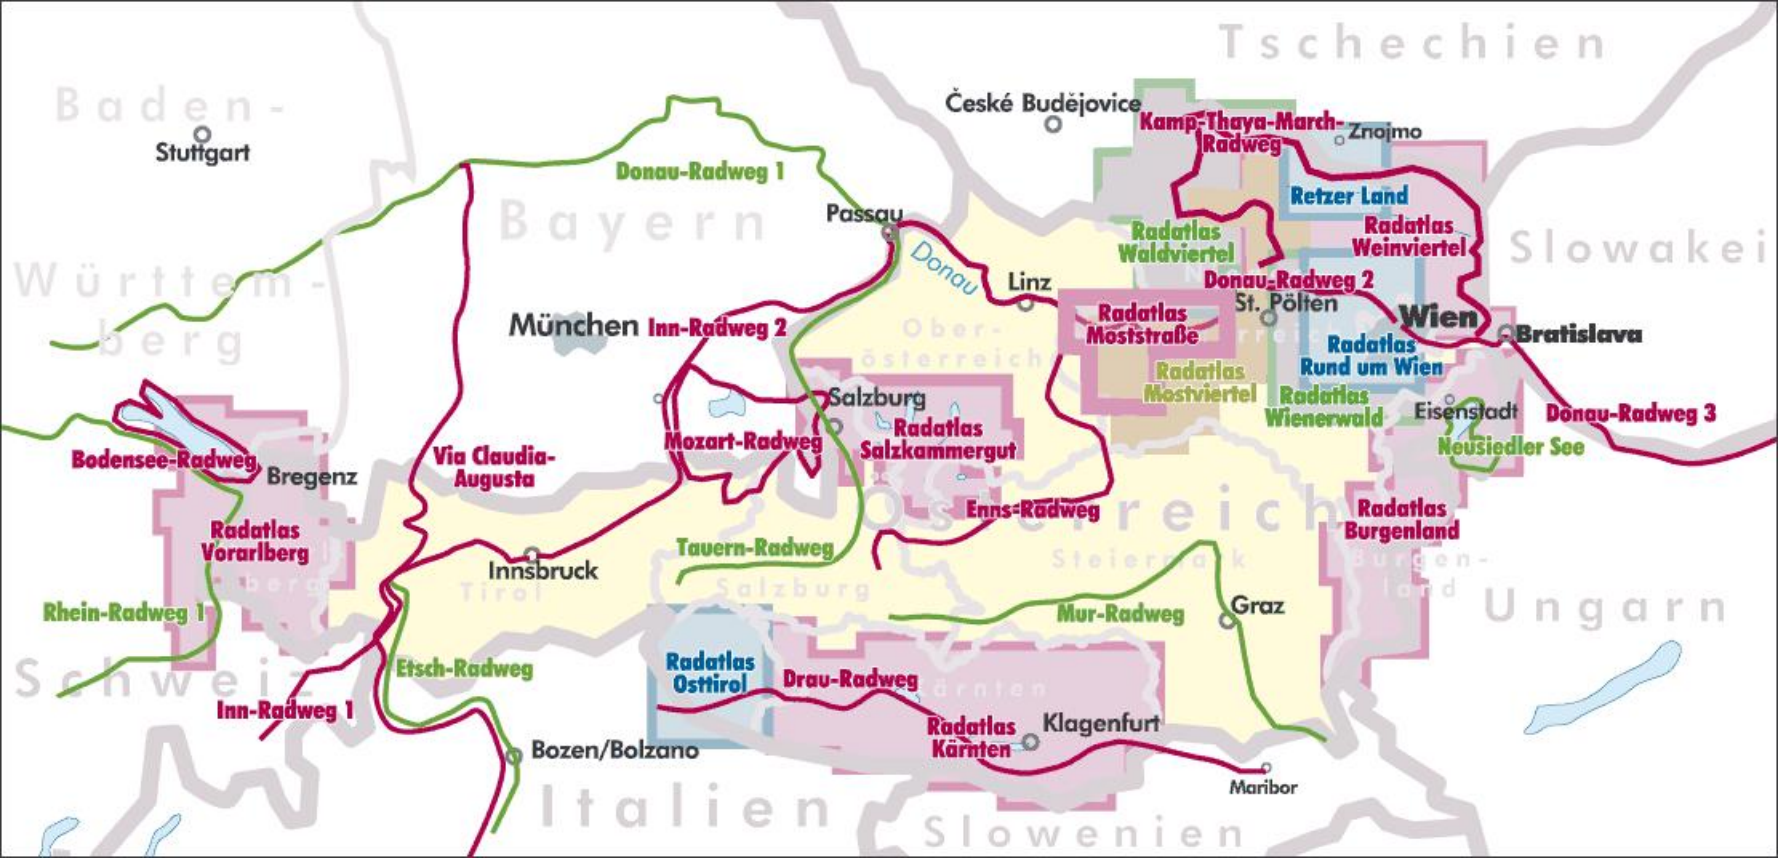 Tschechien
Baden-
Württem-
berg
Stuttgart
České Budějovice
Kamp-Thaya-March-
Radweg
Znojmo
Donau-Radweg 1
Bayern
Passau
Donau
Linz
Retzer Land
Radatlas
Waldviertel
Radatlas
Weinviertel
Slowakei
Donau-Radweg 2
St. Pölten
Wien
Bratislava
München
Inn-Radweg 2
Ober-
österreich
Radatlas
Moststraße
Radatlas
Rund um Wien
Radatlas
Mostviertel
Radatlas
Wienerwald
Eisenstadt
Donau-Radweg 3
Neusiedler See
Salzburg
Mozart-Radweg
Radatlas
Salzkammergut
Bodensee-Radweg
Bregenz
Via Claudia-
Augusta
Österreich
Enns-Radweg
Radatlas
Burgenland
Burgen-
land
Radatlas
Vorarlberg
berg
Innsbruck
Tirol
Tauern-Radweg
Salzburg
Steiermark
Mur-Radweg
Graz
Ungarn
Rhein-Radweg 1
Schweiz
Inn-Radweg 1
Etsch-Radweg
Radatlas
Osttirol
Drau-Radweg
Kärnten
Radatlas
Kärnten
Klagenfurt
Bozen/Bolzano
Maribor
Italien
Slowenien